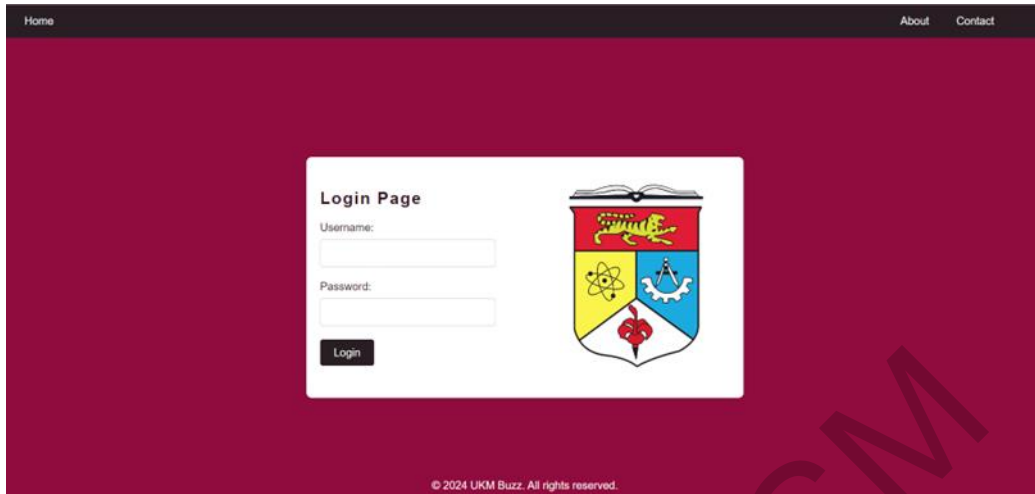 Home About Contact
Login Page
Username:
Password:
Login
© 2024 UKM Buzz. All rights reserved.